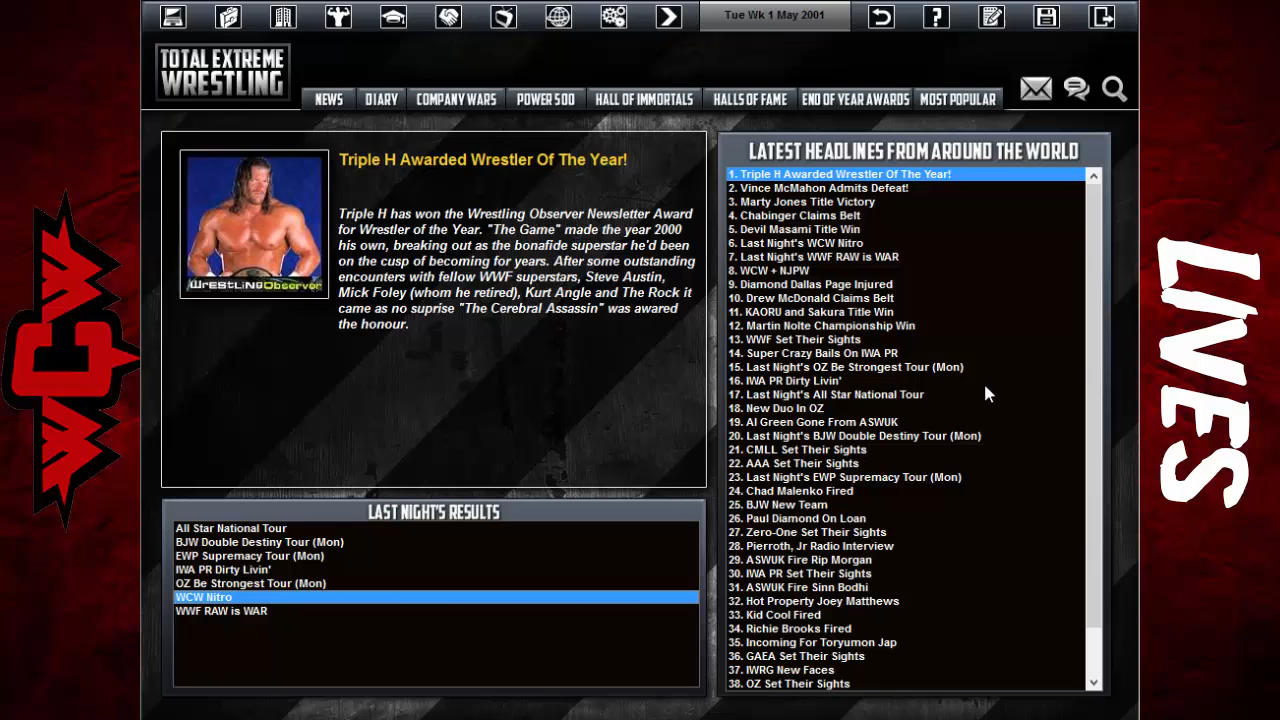 Tue Wk 1 May 2001
TOTAL EXTREME
WRESTLING
NEWS
DIARY
COMPANY WARS
POWER 500
HALL OF IMMORTALS
HALLS OF FAME
END OF YEAR AWARDS
MOST POPULAR
WCW
LIVES
Triple H Awarded Wrestler Of The Year!
Triple H has won the Wrestling Observer Newsletter Award
for Wrestler of the Year. "The Game" made the year 2000
his own, breaking out as the bonafide superstar he'd been
on the cusp of becoming for years. After some outstanding
encounters with fellow WWF superstars, Steve Austin,
Mick Foley (whom he retired), Kurt Angle and The Rock it
came as no suprise "The Cerebral Assassin" was awared
the honour.
Wrestling Observer
LAST NIGHT'S RESULTS
All Star National Tour
BJW Double Destiny Tour (Mon)
EWP Supremacy Tour (Mon)
IWA PR Dirty Livin'
OZ Be Strongest Tour (Mon)
WCW Nitro
WWF RAW is WAR
LATEST HEADLINES FROM AROUND THE WORLD
1. Triple H Awarded Wrestler Of The Year!
2. Vince McMahon Admits Defeat!
3. Marty Jones Title Victory
4. Chabinger Claims Belt
5. Devil Masami Title Win
6. Last Night's WCW Nitro
7. Last Night's WWF RAW is WAR
8. WCW + NJPW
9. Diamond Dallas Page Injured
10. Drew McDonald Claims Belt
11. KAORU and Sakura Title Win
12. Martin Nolte Championship Win
13. WWF Set Their Sights
14. Super Crazy Bails On IWA PR
15. Last Night's OZ Be Strongest Tour (Mon)
16. IWA PR Dirty Livin'
17. Last Night's All Star National Tour
18. New Duo In OZ
19. Al Green Gone From ASWUK
20. Last Night's BJW Double Destiny Tour (Mon)
21. CMLL Set Their Sights
22. AAA Set Their Sights
23. Last Night's EWP Supremacy Tour (Mon)
24. Chad Malenko Fired
25. BJW New Team
26. Paul Diamond On Loan
27. Zero-One Set Their Sights
28. Pierroth, Jr Radio Interview
29. ASWUK Fire Rip Morgan
30. IWA PR Set Their Sights
31. ASWUK Fire Sinn Bodhi
32. Hot Property Joey Matthews
33. Kid Cool Fired
34. Richie Brooks Fired
35. Incoming For Toryumon Jap
36. GAEA Set Their Sights
37. IWRG New Faces
38. OZ Set Their Sights